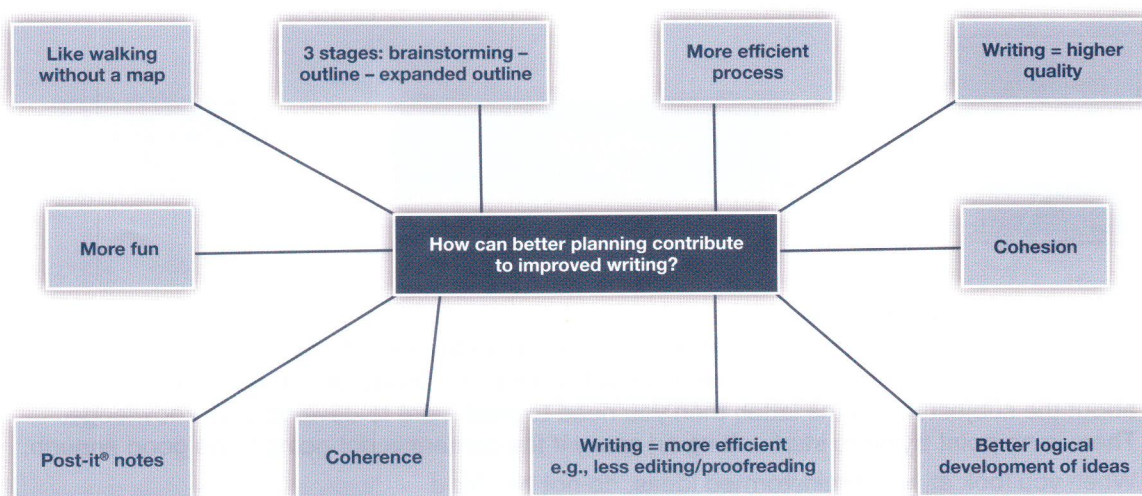 Like walking
without a map
3 stages: brainstorming –
outline – expanded outline
More efficient
process
Writing = higher
quality
More fun
How can better planning contribute
to improved writing?
Cohesion
Post-it® notes
Coherence
Writing = more efficient
e.g., less editing/proofreading
Better logical
development of ideas